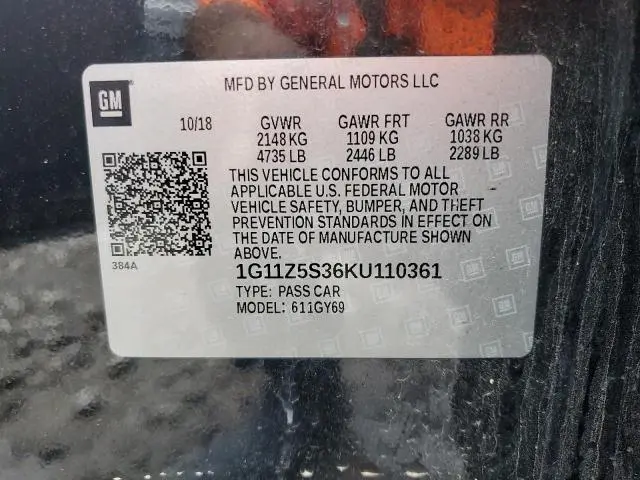 GM
MFD BY GENERAL MOTORS LLC
10/18 GVWR GAWR FRT GAWR RR
2148 KG 1109 KG 1038 KG
4735 LB 2446 LB 2289 LB
THIS VEHICLE CONFORMS TO ALL
APPLICABLE U.S. FEDERAL MOTOR
VEHICLE SAFETY, BUMPER, AND THEFT
PREVENTION STANDARDS IN EFFECT ON
THE DATE OF MANUFACTURE SHOWN
ABOVE.
384A
1G11Z5S36KU110361
TYPE: PASS CAR
MODEL: 611GY69